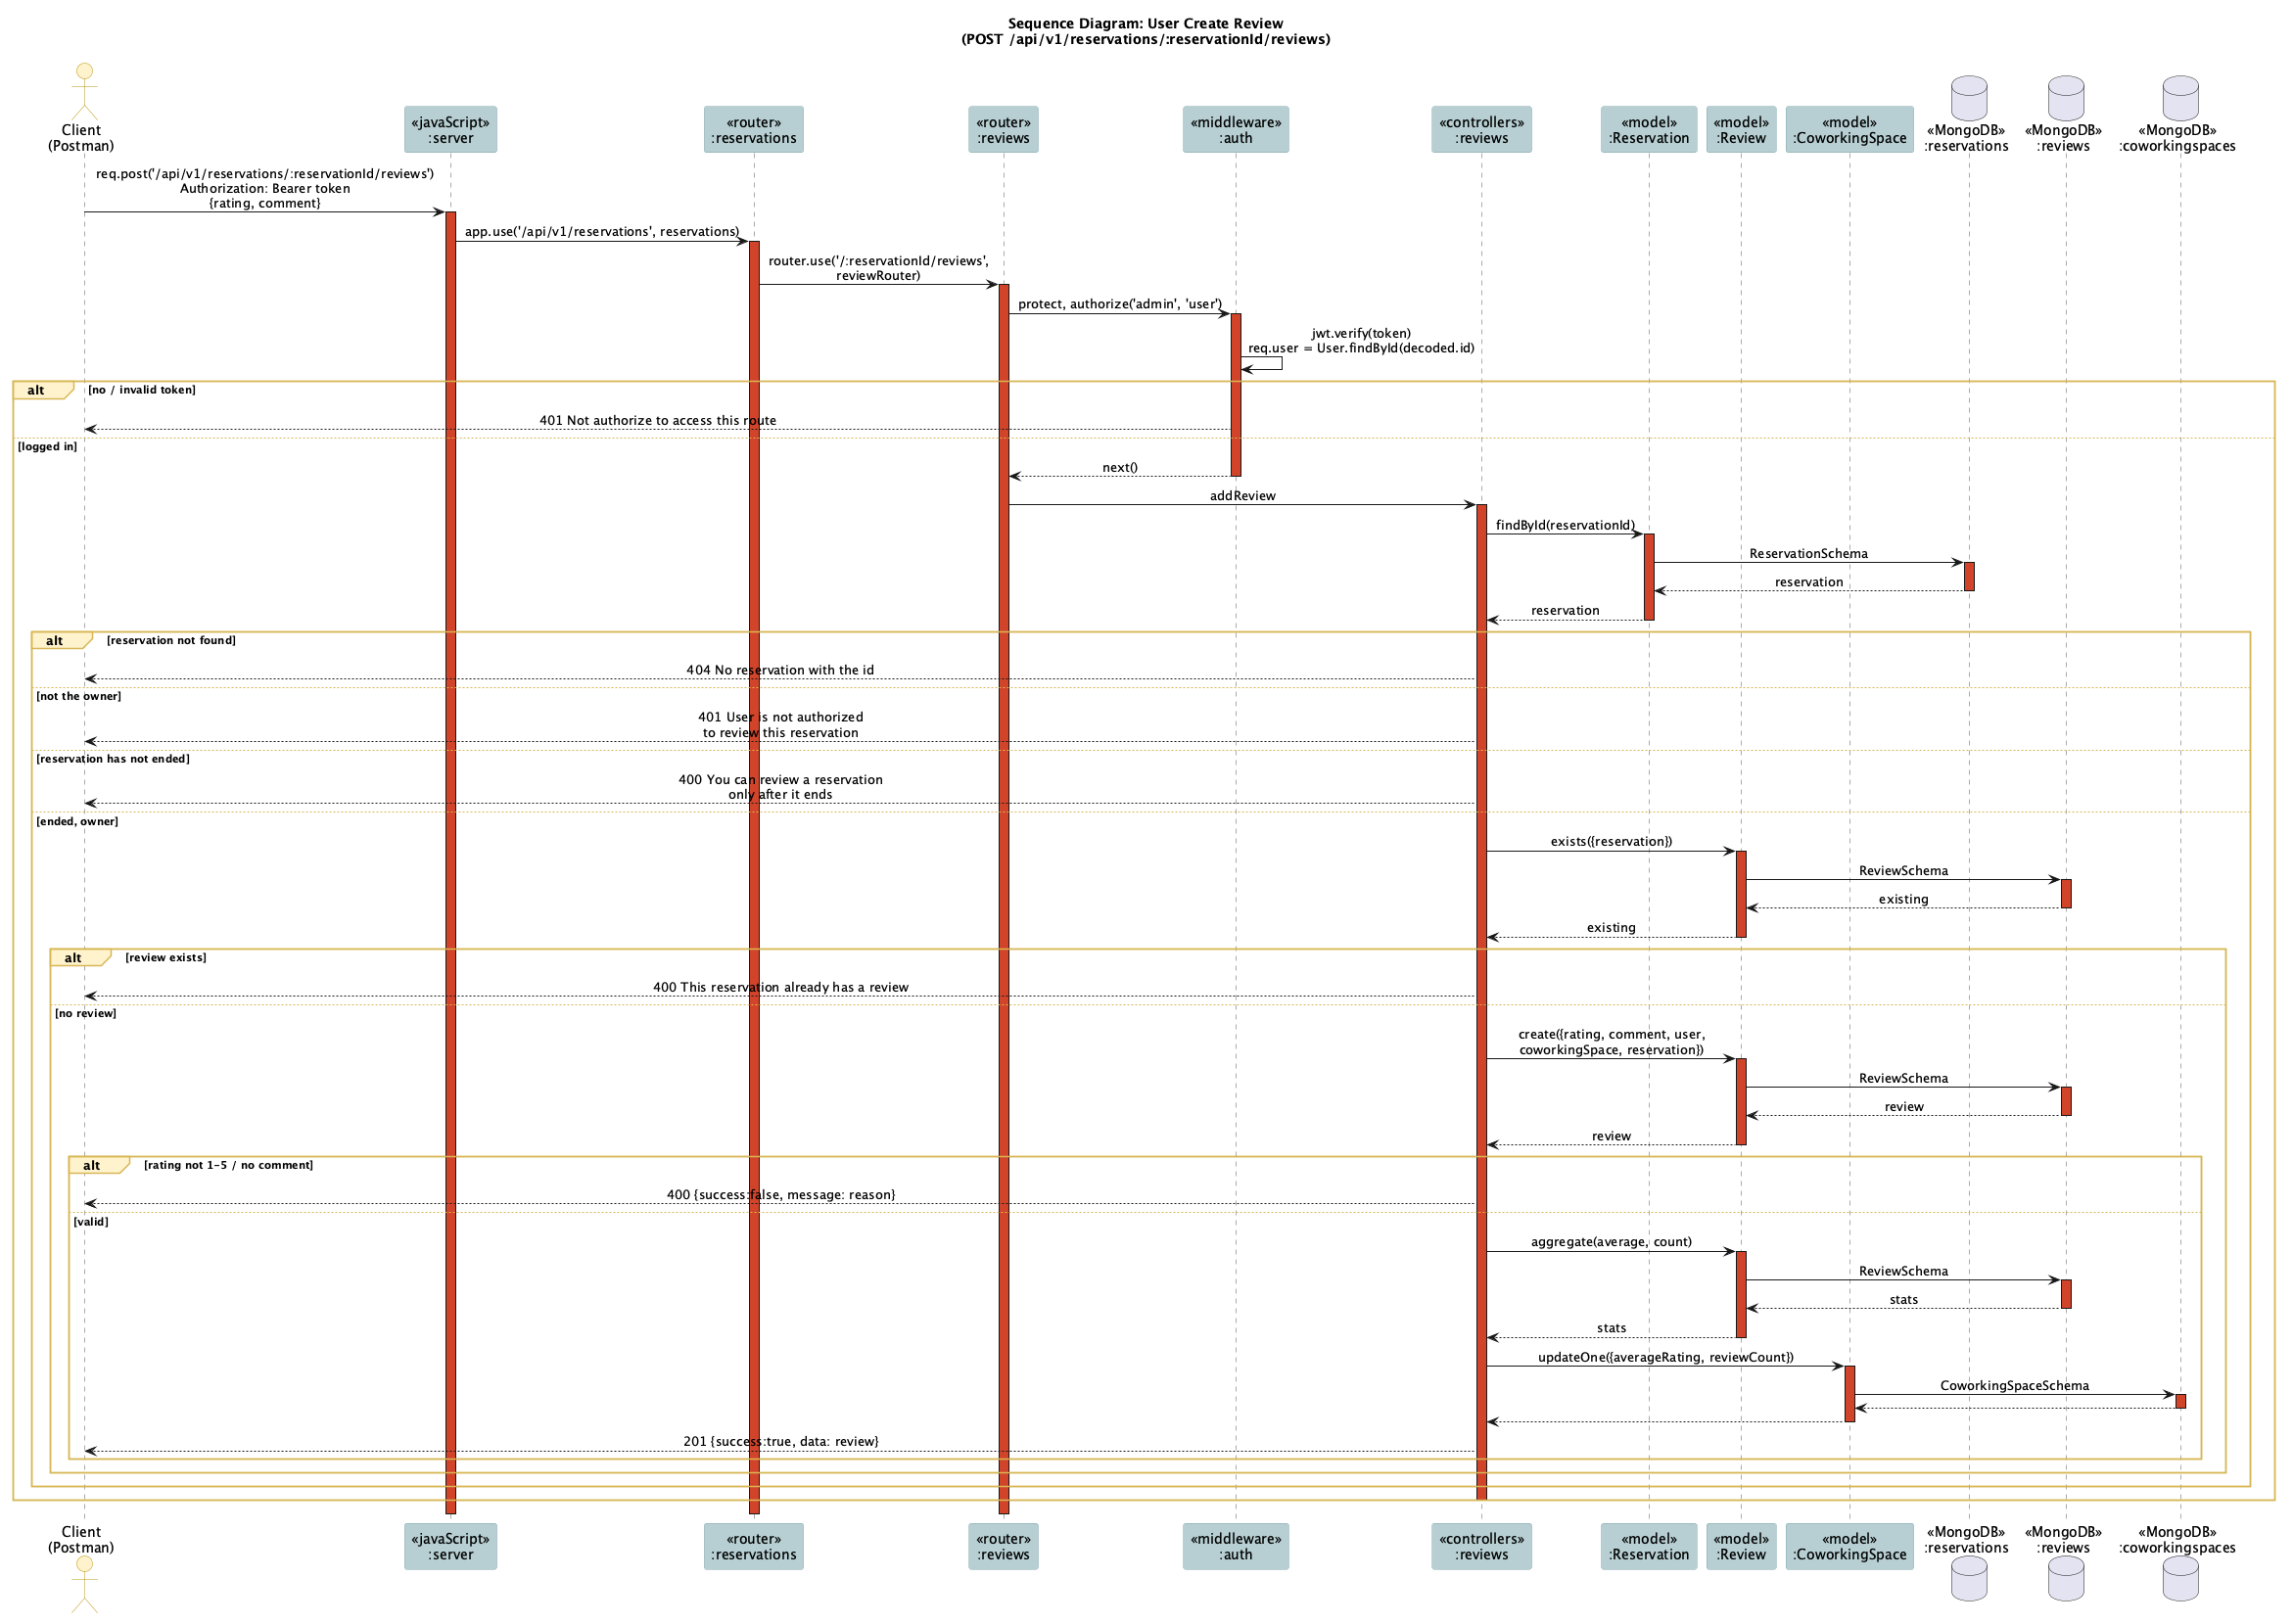 Sequence Diagram: User Create Review
(POST /api/v1/reservations/:reservationId/reviews)
Client
(Postman)
«javaScript»
:server
«router»
:reservations
«router»
:reviews
«middleware»
:auth
«controllers»
:reviews
«model»
:Reservation
«model»
:Review
«model»
:CoworkingSpace
«MongoDB»
:reservations
«MongoDB»
:reviews
«MongoDB»
:coworkingspaces
req.post('/api/v1/reservations/:reservationId/reviews')
Authorization: Bearer token
{rating, comment}
app.use('/api/v1/reservations', reservations)
router.use('/:reservationId/reviews',
reviewRouter)
protect, authorize('admin', 'user')
jwt.verify(token)
req.user = User.findById(decoded.id)
alt [no / invalid token]
401 Not authorize to access this route
[logged in]
next()
addReview
findById(reservationId)
ReservationSchema
reservation
reservation
alt [reservation not found]
404 No reservation with the id
[not the owner]
401 User is not authorized
to review this reservation
[reservation has not ended]
400 You can review a reservation
only after it ends
[ended, owner]
exists({reservation})
ReviewSchema
existing
existing
alt [review exists]
400 This reservation already has a review
[no review]
create({rating, comment, user,
coworkingSpace, reservation})
ReviewSchema
review
review
alt [rating not 1-5 / no comment]
400 {success:false, message: reason}
[valid]
aggregate(average, count)
ReviewSchema
stats
stats
updateOne({averageRating, reviewCount})
CoworkingSpaceSchema
201 {success:true, data: review}
Client
(Postman)
«javaScript»
:server
«router»
:reservations
«router»
:reviews
«middleware»
:auth
«controllers»
:reviews
«model»
:Reservation
«model»
:Review
«model»
:CoworkingSpace
«MongoDB»
:reservations
«MongoDB»
:reviews
«MongoDB»
:coworkingspaces